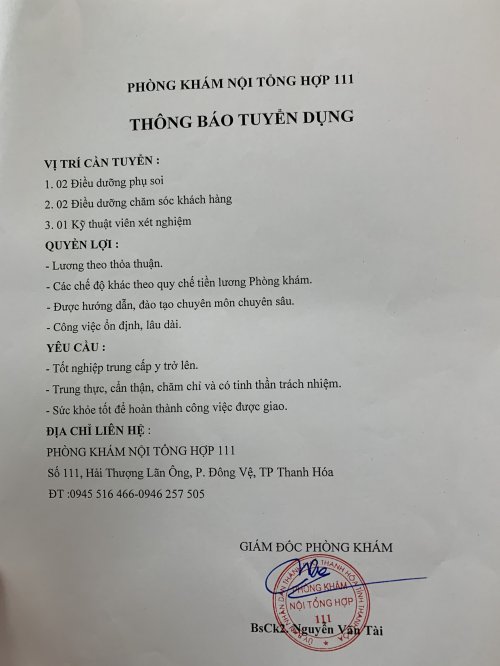 PHÒNG KHÁM NỘI TỔNG HỢP 111
THÔNG BÁO TUYỂN DỤNG
VỊ TRÍ CẦN TUYỂN :
1. 02 Điều dưỡng phụ soi
2. 02 Điều dưỡng chăm sóc khách hàng
3. 01 Kỹ thuật viên xét nghiệm
QUYỀN LỢI :
- Lương theo thỏa thuận.
- Các chế độ khác theo quy chế tiền lương Phòng khám.
- Được hướng dẫn, đào tạo chuyên môn chuyên sâu.
- Công việc ổn định, lâu dài.
YÊU CẦU :
- Tốt nghiệp trung cấp y trở lên.
- Trung thực, cẩn thận, chăm chỉ và có tinh thần trách nhiệm.
- Sức khỏe tốt để hoàn thành công việc được giao.
ĐỊA CHỈ LIÊN HỆ :
PHÒNG KHÁM NỘI TỔNG HỢP 111
Số 111, Hải Thượng Lãn Ông, P. Đông Vệ, TP Thanh Hóa
ĐT :0945 516 466-0946 257 505
GIÁM ĐỐC PHÒNG KHÁM
PHÒNG KHÁM
NỘI TỔNG HỢP
111
BsCk2. Nguyễn Văn Tài